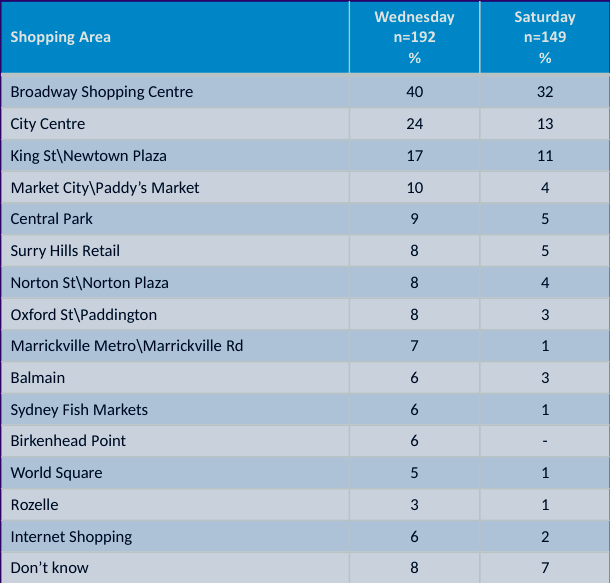 Shopping Area Wednesday n=192 % Saturday n=149 %
Broadway Shopping Centre 40 32
City Centre 24 13
King St\Newtown Plaza 17 11
Market City\Paddy’s Market 10 4
Central Park 9 5
Surry Hills Retail 8 5
Norton St\Norton Plaza 8 4
Oxford St\Paddington 8 3
Marrickville Metro\Marrickville Rd 7 1
Balmain 6 3
Sydney Fish Markets 6 1
Birkenhead Point 6 -
World Square 5 1
Rozelle 3 1
Internet Shopping 6 2
Don’t know 8 7